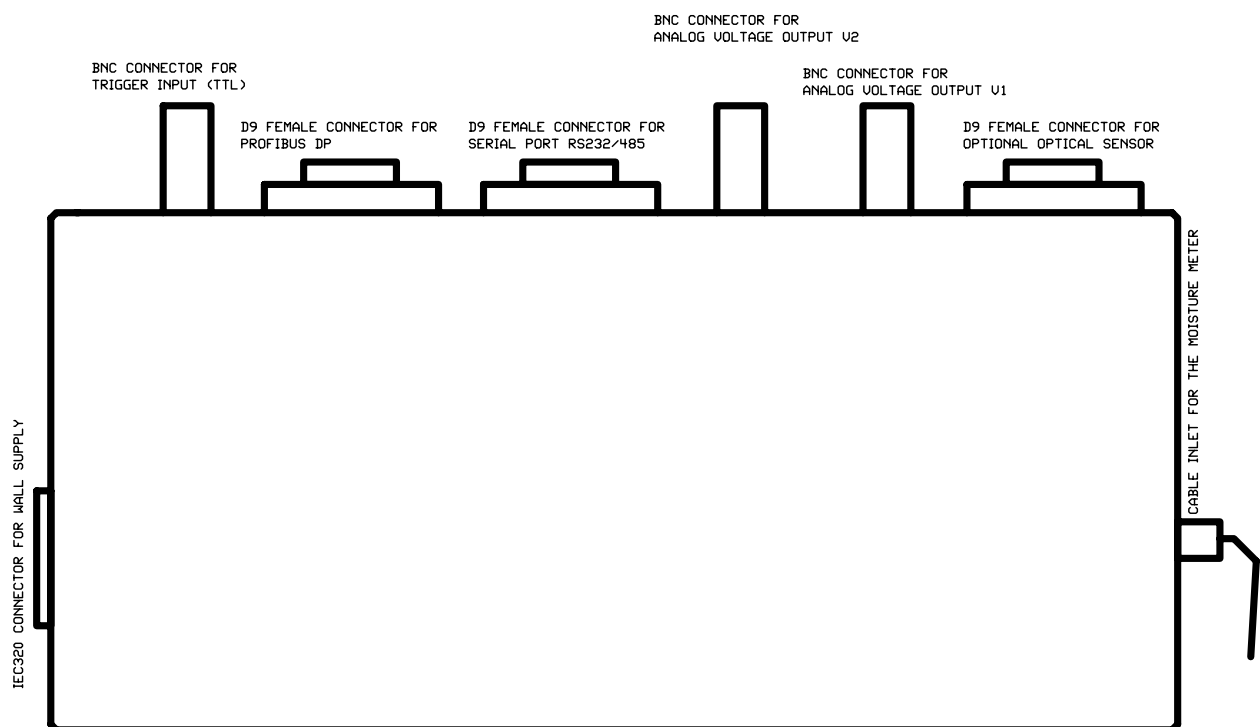 BNC CONNECTOR FOR
ANALOG VOLTAGE OUTPUT V2
BNC CONNECTOR FOR
TRIGGER INPUT (TTL)
BNC CONNECTOR FOR
ANALOG VOLTAGE OUTPUT V1
D9 FEMALE CONNECTOR FOR
PROFIBUS DP
D9 FEMALE CONNECTOR FOR
SERIAL PORT RS232/485
D9 FEMALE CONNECTOR FOR
OPTIONAL OPTICAL SENSOR
CABLE INLET FOR THE MOISTURE METER
IEC320 CONNECTOR FOR WALL SUPPLY